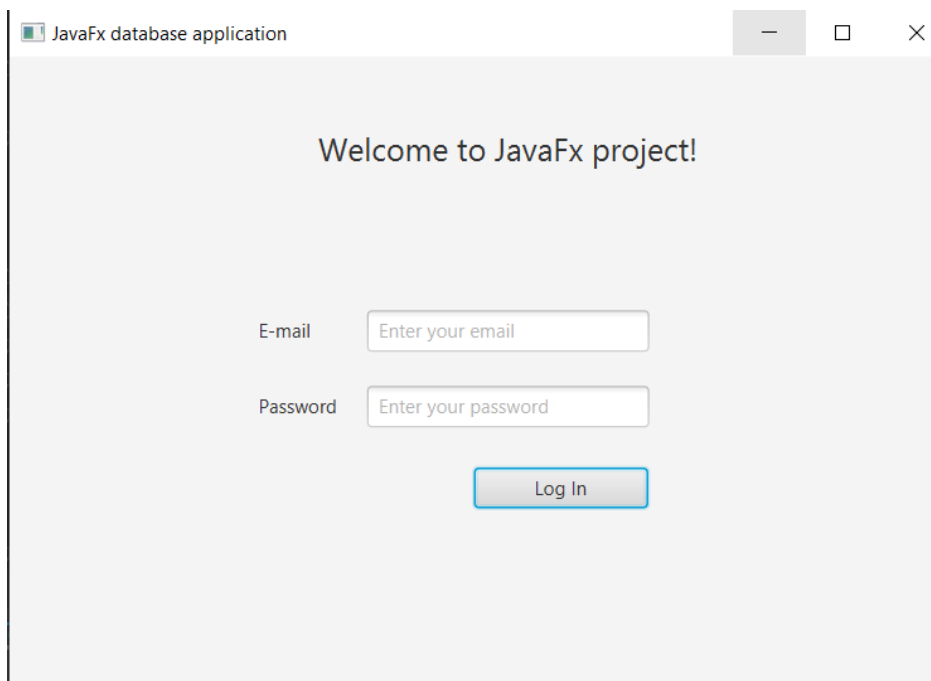 JavaFx database application
Welcome to JavaFx project!
E-mail
Enter your email
Password
Enter your password
Log In